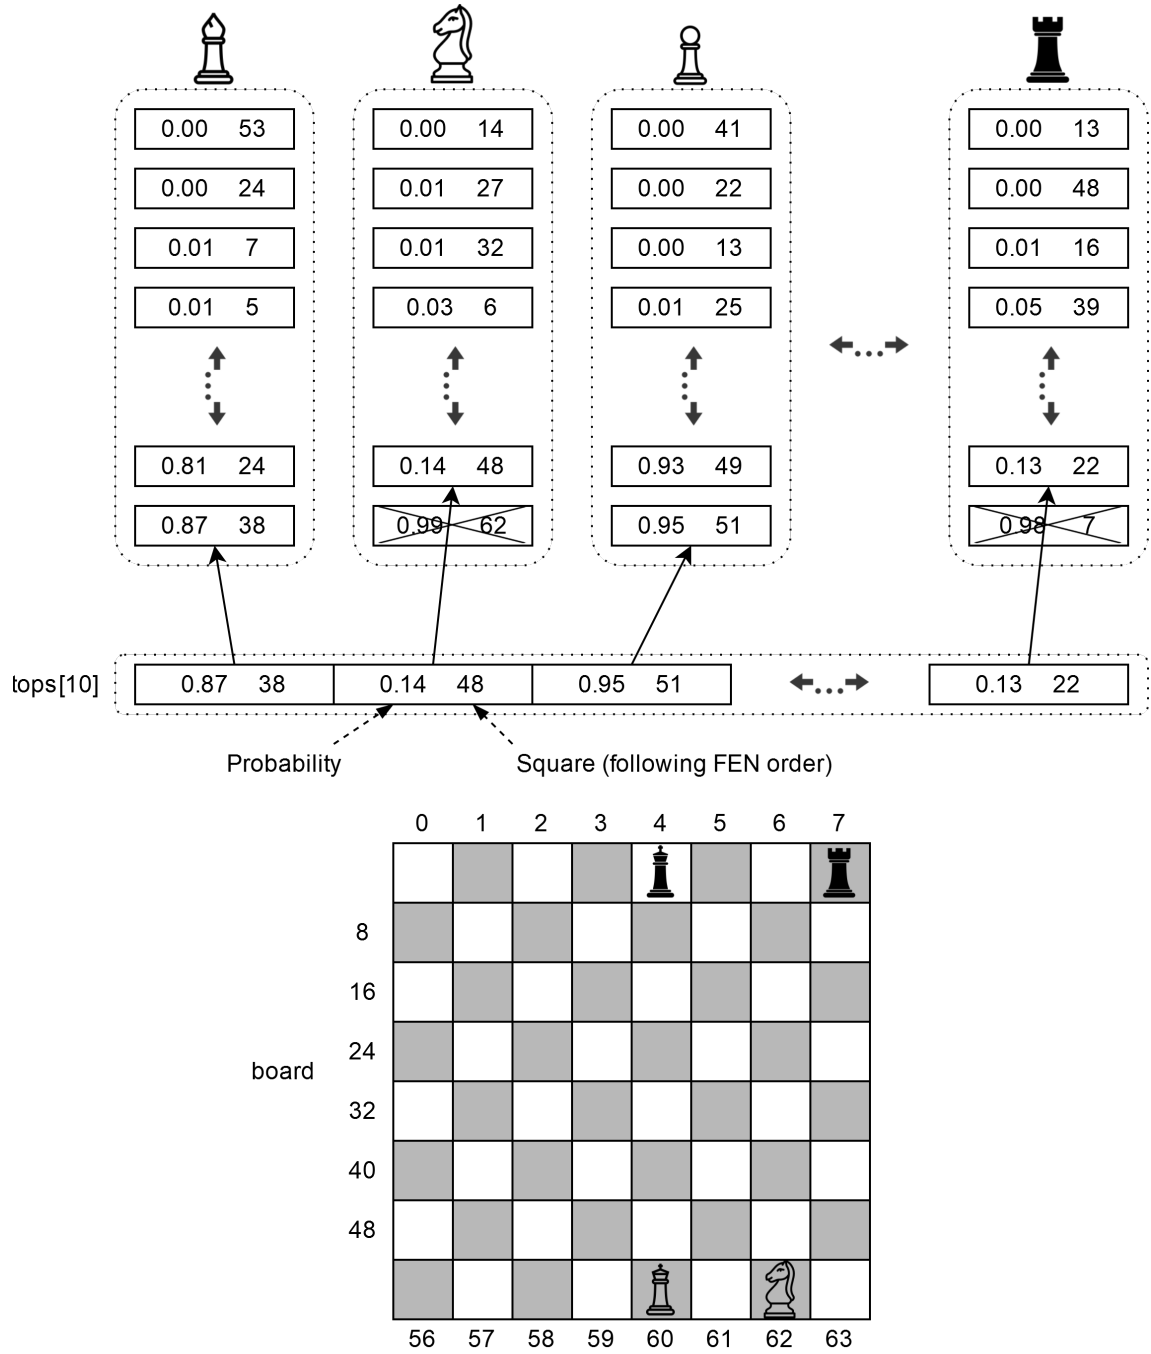 0.00 53 0.00 14 0.00 41 0.00 13
0.00 24 0.01 27 0.00 22 0.00 48
0.01 7 0.01 32 0.00 13 0.01 16
0.01 5 0.03 6 0.01 25 0.05 39
0.81 24 0.14 48 0.93 49 0.13 22
0.87 38 0.99 62 0.95 51 0.98 7
tops[10] 0.87 38 0.14 48 0.95 51 0.13 22
Probability Square (following FEN order)
0 1 2 3 4 5 6 7
8
16
24
board
32
40
48
56 57 58 59 60 61 62 63